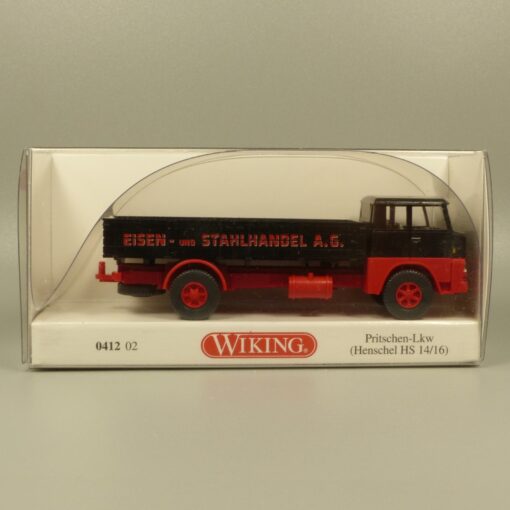 EISEN - UND STAHLHANDEL A.G.
0412 02
WIKING®
Pritschen-Lkw
(Henschel HS 14/16)